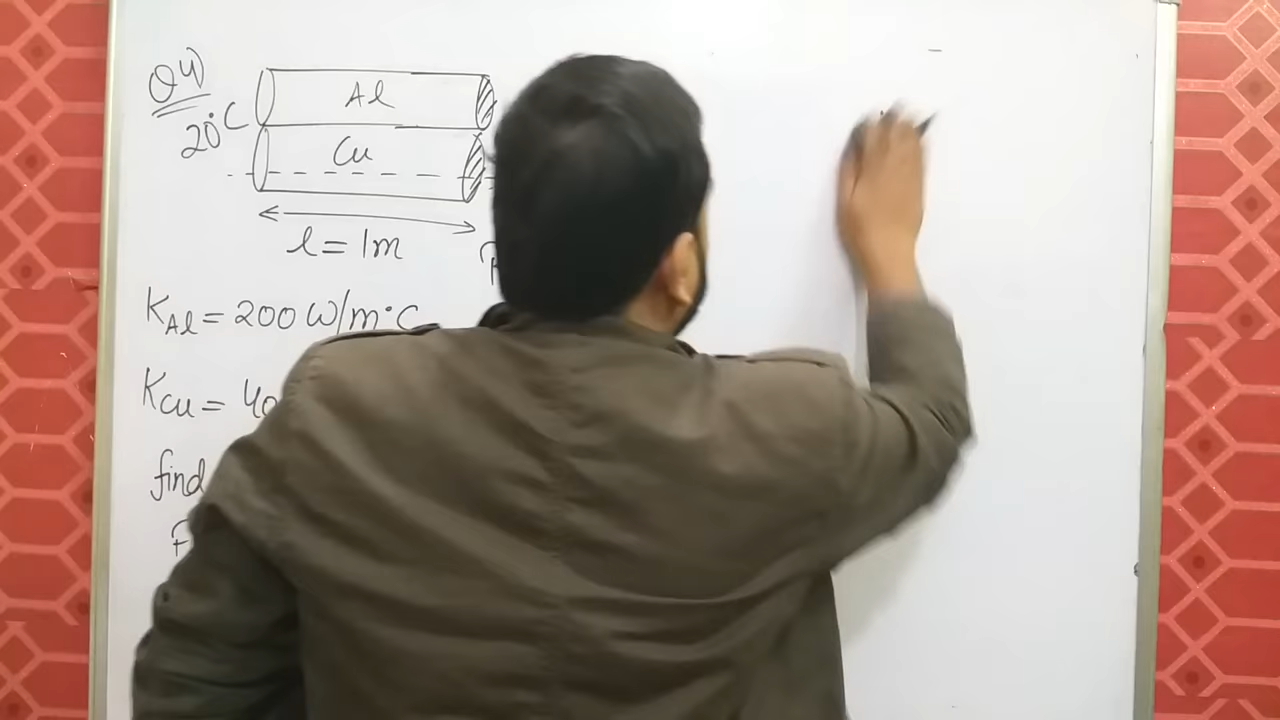 Q4)
20°C
Al
Cu
l = 1m
K_Al = 200 W/m°C
K_Cu = 40
find